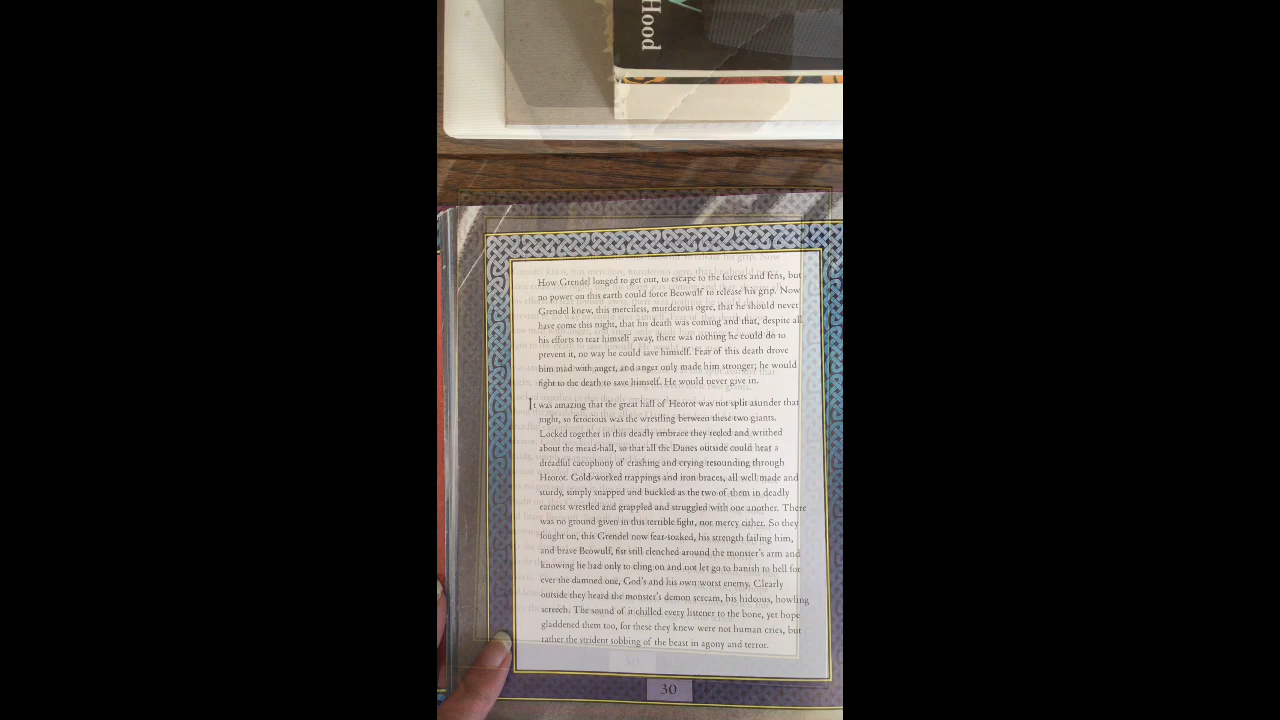 Hood
How Grendel longed to get out, to escape to the forests and fens, but
no power on this earth could force Beowulf to release his grip. Now
Grendel knew, this merciless, murderous ogre, that he should never
have come this night, that his death was coming and that, despite all
his efforts to tear himself away, there was nothing he could do to
prevent it, no way he could save himself. Fear of this death drove
him mad with anger, and anger only made him stronger; he would
fight to the death to save himself. He would never give in.
It was amazing that the great hall of Heorot was not split asunder that
night, so ferocious was the wrestling between these two giants.
Locked together in this deadly embrace they reeled and writhed
about the mead-hall, so that all the Danes outside could hear a
dreadful cacophony of crashing and crying resounding through
Heorot. Gold-worked trappings and iron braces, all well made and
sturdy, simply snapped and buckled as the two of them in deadly
earnest wrestled and grappled and struggled with one another. There
was no ground given in this terrible fight, nor mercy either. So they
fought on, this Grendel now fear-soaked, his strength failing him,
and brave Beowulf, fist still clenched around the monster's arm and
knowing he had only to cling on and not let go to banish to hell for
ever the damned one, God's and his own worst enemy. Clearly
outside they heard the monster's demon scream, his hideous, howling
screech. The sound of it chilled every listener to the bone, yet hope
gladdened them too, for these they knew were not human cries, but
rather the strident sobbing of the beast in agony and terror.
30